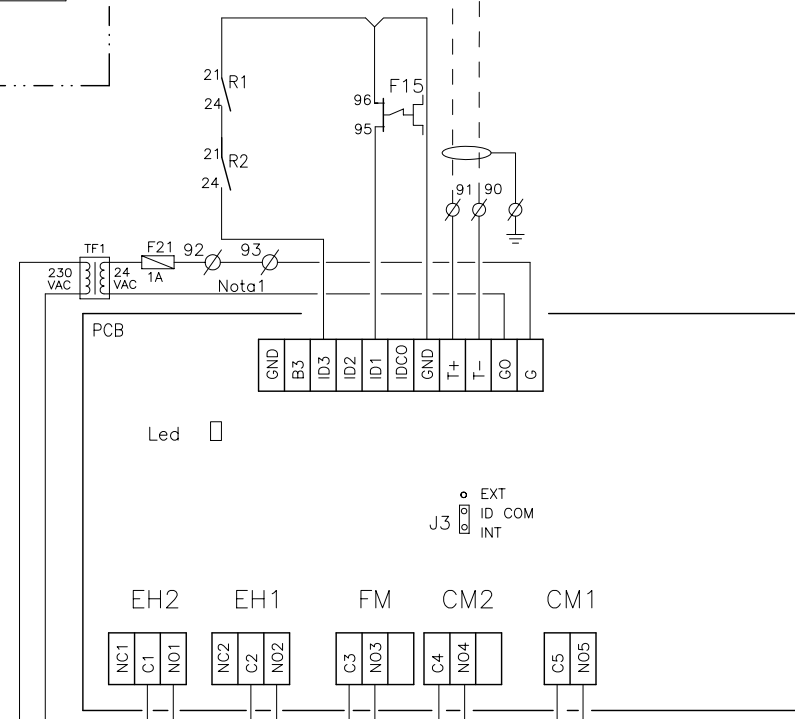 21 R1
24
96 F15
95
21 R2
24
91 90
TF1
F21 92 93
230 VAC
24 VAC
1A
Nota1
PCB
GND B3 ID3 ID2 ID1 IDC0 GND T+ T- G0 G
Led
EXT
J3 ID COM
INT
EH2 EH1 FM CM2 CM1
NC1 C1 NO1 NC2 C2 NO2 C3 NO3 C4 NO4 C5 NO5